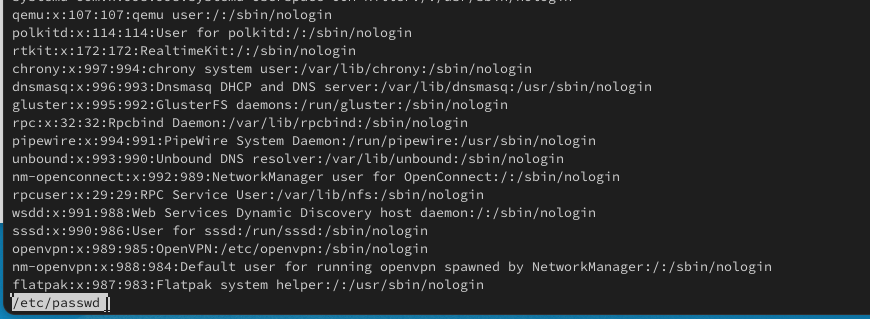 qemu:x:107:107:qemu user:/:/sbin/nologin
polkitd:x:114:114:User for polkitd:/:/sbin/nologin
rtkit:x:172:172:RealtimeKit:/:/sbin/nologin
chrony:x:997:994:chrony system user:/var/lib/chrony:/sbin/nologin
dnsmasq:x:996:993:Dnsmasq DHCP and DNS server:/var/lib/dnsmasq:/usr/sbin/nologin
gluster:x:995:992:GlusterFS daemons:/run/gluster:/sbin/nologin
rpc:x:32:32:Rpcbind Daemon:/var/lib/rpcbind:/sbin/nologin
pipewire:x:994:991:PipeWire System Daemon:/run/pipewire:/usr/sbin/nologin
unbound:x:993:990:Unbound DNS resolver:/var/lib/unbound:/sbin/nologin
nm-openconnect:x:992:989:NetworkManager user for OpenConnect:/:/sbin/nologin
rpcuser:x:29:29:RPC Service User:/var/lib/nfs:/sbin/nologin
wsdd:x:991:988:Web Services Dynamic Discovery host daemon:/:/sbin/nologin
sssd:x:990:986:User for sssd:/run/sssd:/sbin/nologin
openvpn:x:989:985:OpenVPN:/etc/openvpn:/sbin/nologin
nm-openvpn:x:988:984:Default user for running openvpn spawned by NetworkManager:/:/sbin/nologin
flatpak:x:987:983:Flatpak system helper:/:/usr/sbin/nologin
/etc/passwd